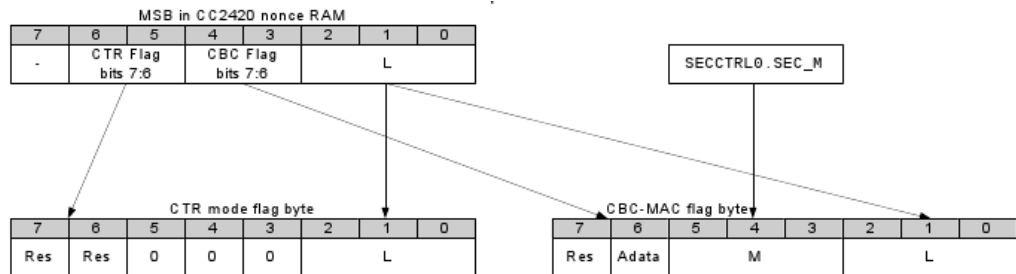 MSB in CC2420 nonce RAM
7 6 5 4 3 2 1 0
- CTR Flag bits 7:6 CBC Flag bits 7:6 L
SECCTRL0.SEC_M
CTR mode flag byte
7 6 5 4 3 2 1 0
Res Res 0 0 0 L
CBC-MAC flag byte
7 6 5 4 3 2 1 0
Res Adata M L